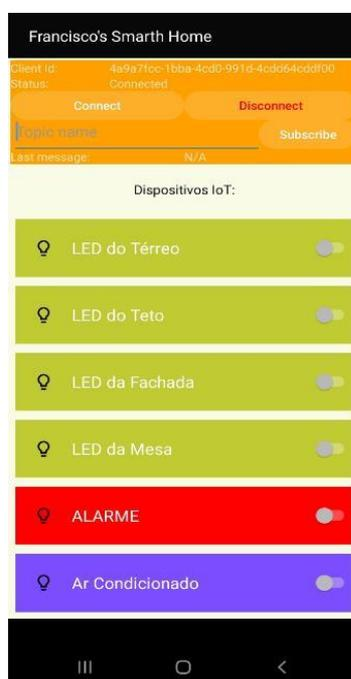 Francisco's Smarth Home
Client Id: 4a9a7fcc-1bba-4cd0-991d-4cdd64cddf00
Status: Connected
Connect Disconnect
Topic name Subscribe
Last message: N/A
Dispositivos IoT:
LED do Térreo
LED do Teto
LED da Fachada
LED da Mesa
ALARME
Ar Condicionado